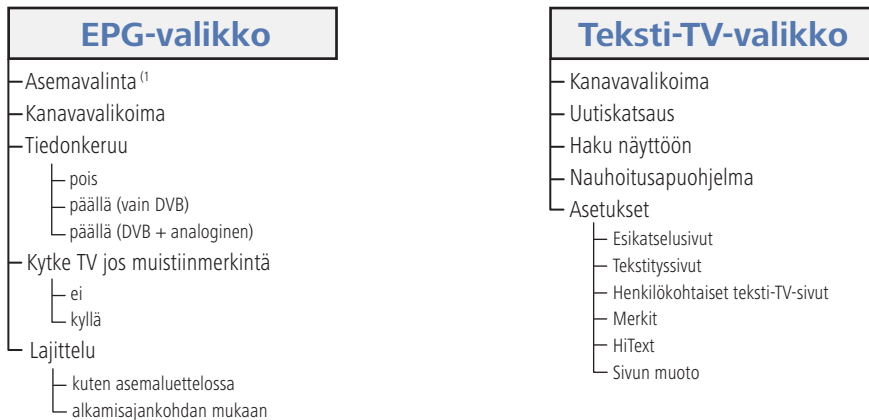 EPG-valikko
Asemavalinta (1
Kanavavalikoima
Tiedonkeruu
pois
päällä (vain DVB)
päällä (DVB + analoginen)
Kytke TV jos muistiinmerkintä
ei
kyllä
Lajittelu
kuten asemaluettelossa
alkamisajankohdan mukaan
Teksti-TV-valikko
Kanavavalikoima
Uutiskatsaus
Haku näyttöön
Nauhoitusapuohjelma
Asetukset
Esikatselusivut
Tekstityssivut
Henkilökohtaiset teksti-TV-sivut
Merkit
HiText
Sivun muoto